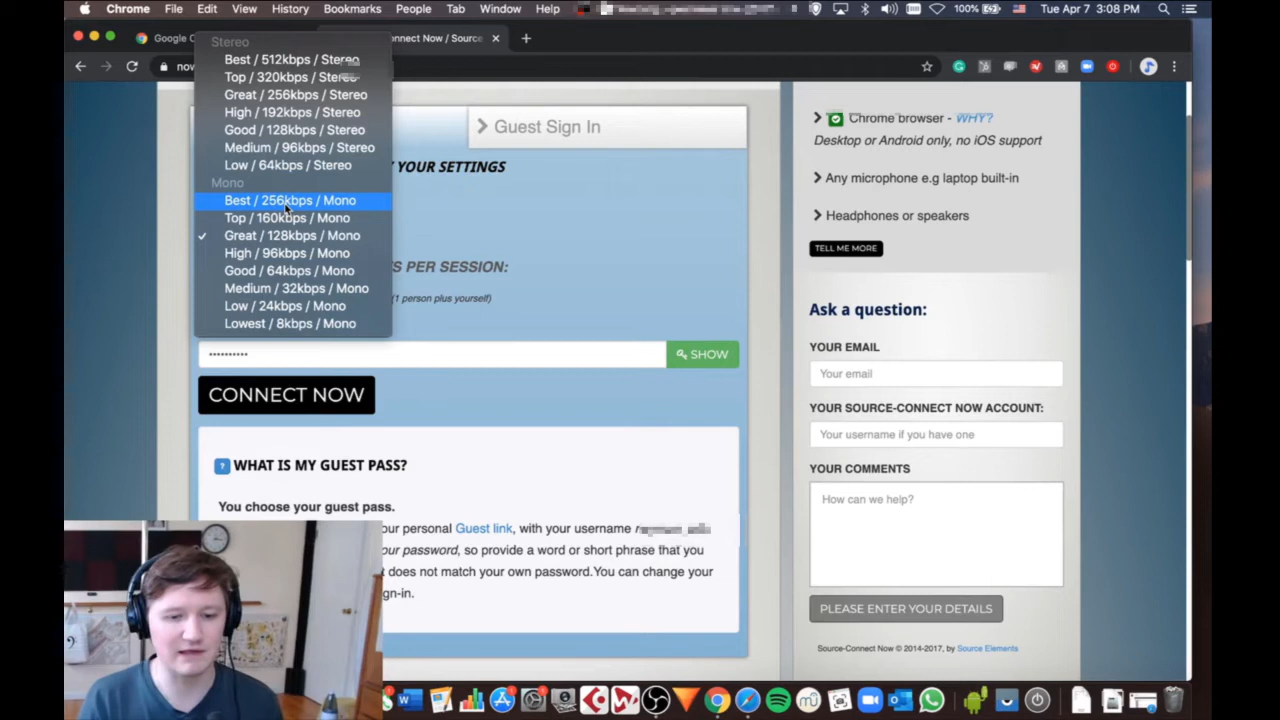 Chrome File Edit View History Bookmarks People Tab Window Help
100% Tue Apr 7 3:08 PM
Google C
nnect Now / Source
now
Stereo
Best / 512kbps / Stereo
Top / 320kbps / Stereo
Great / 256kbps / Stereo
High / 192kbps / Stereo
Good / 128kbps / Stereo
Medium / 96kbps / Stereo
Low / 64kbps / Stereo
Mono
Best / 256kbps / Mono
Top / 160kbps / Mono
Great / 128kbps / Mono
High / 96kbps / Mono
Good / 64kbps / Mono
Medium / 32kbps / Mono
Low / 24kbps / Mono
Lowest / 8kbps / Mono
Guest Sign In
YOUR SETTINGS
S PER SESSION:
(1 person plus yourself)
SHOW
CONNECT NOW
WHAT IS MY GUEST PASS?
You choose your guest pass.
our personal Guest link, with your username
our password, so provide a word or short phrase that you
t does not match your own password.You can change your
gn-in.
Chrome browser - WHY?
Desktop or Android only, no iOS support
Any microphone e.g laptop built-in
Headphones or speakers
TELL ME MORE
Ask a question:
YOUR EMAIL
Your email
YOUR SOURCE-CONNECT NOW ACCOUNT:
Your username if you have one
YOUR COMMENTS
How can we help?
PLEASE ENTER YOUR DETAILS
Source-Connect Now © 2014-2017, by Source Elements